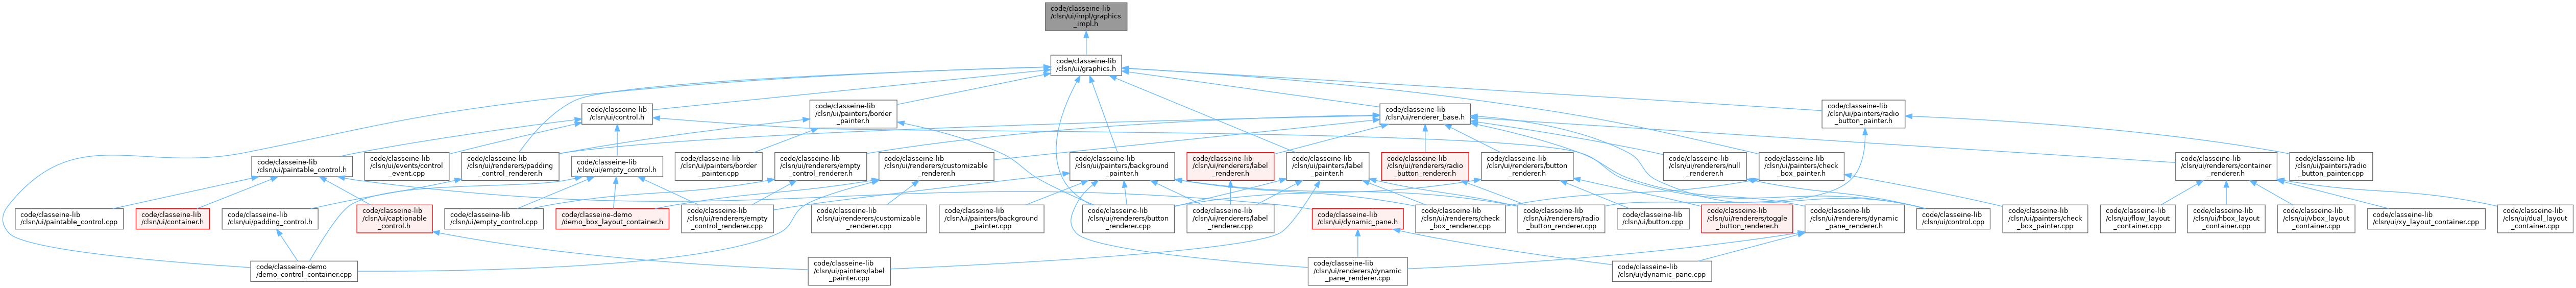 code/classeine-lib
/clsn/ui/impl/graphics
_impl.h
code/classeine-lib
/clsn/ui/graphics.h
code/classeine-lib
/clsn/ui/control.h
code/classeine-lib
/clsn/ui/painters/border
_painter.h
code/classeine-lib
/clsn/ui/renderer_base.h
code/classeine-lib
/clsn/ui/painters/radio
_button_painter.h
code/classeine-lib
/clsn/ui/paintable_control.h
code/classeine-lib
/clsn/ui/events/control
_event.cpp
code/classeine-lib
/clsn/ui/renderers/padding
_control_renderer.h
code/classeine-lib
/clsn/ui/empty_control.h
code/classeine-lib
/clsn/ui/painters/border
_painter.cpp
code/classeine-lib
/clsn/ui/renderers/empty
_control_renderer.h
code/classeine-lib
/clsn/ui/renderers/customizable
_renderer.h
code/classeine-lib
/clsn/ui/painters/background
_painter.h
code/classeine-lib
/clsn/ui/renderers/label
_renderer.h
code/classeine-lib
/clsn/ui/painters/label
_painter.h
code/classeine-lib
/clsn/ui/renderers/radio
_button_renderer.h
code/classeine-lib
/clsn/ui/renderers/button
_renderer.h
code/classeine-lib
/clsn/ui/renderers/null
_renderer.h
code/classeine-lib
/clsn/ui/painters/check
_box_painter.h
code/classeine-lib
/clsn/ui/renderers/container
_renderer.h
code/classeine-lib
/clsn/ui/painters/radio
_button_painter.cpp
code/classeine-lib
/clsn/ui/paintable_control.cpp
code/classeine-lib
/clsn/ui/container.h
code/classeine-lib
/clsn/ui/padding_control.h
code/classeine-lib
/clsn/ui/captionable
_control.h
code/classeine-lib
/clsn/ui/empty_control.cpp
code/classeine-demo
/demo_box_layout_container.h
code/classeine-lib
/clsn/ui/renderers/empty
_control_renderer.cpp
code/classeine-lib
/clsn/ui/renderers/customizable
_renderer.cpp
code/classeine-lib
/clsn/ui/painters/background
_painter.cpp
code/classeine-lib
/clsn/ui/renderers/button
_renderer.cpp
code/classeine-lib
/clsn/ui/renderers/label
_renderer.cpp
code/classeine-lib
/clsn/ui/dynamic_pane.h
code/classeine-lib
/clsn/ui/renderers/check
_box_renderer.cpp
code/classeine-lib
/clsn/ui/renderers/radio
_button_renderer.cpp
code/classeine-lib
/clsn/ui/button.cpp
code/classeine-lib
/clsn/ui/renderers/toggle
_button_renderer.h
code/classeine-lib
/clsn/ui/renderers/dynamic
_pane_renderer.h
code/classeine-lib
/clsn/ui/control.cpp
code/classeine-lib
/clsn/ui/painters/check
_box_painter.cpp
code/classeine-lib
/clsn/ui/flow_layout
_container.cpp
code/classeine-lib
/clsn/ui/hbox_layout
_container.cpp
code/classeine-lib
/clsn/ui/vbox_layout
_container.cpp
code/classeine-lib
/clsn/ui/xy_layout_container.cpp
code/classeine-lib
/clsn/ui/dual_layout
_container.cpp
code/classeine-demo
/demo_control_container.cpp
code/classeine-lib
/clsn/ui/painters/label
_painter.cpp
code/classeine-lib
/clsn/ui/renderers/dynamic
_pane_renderer.cpp
code/classeine-lib
/clsn/ui/dynamic_pane.cpp